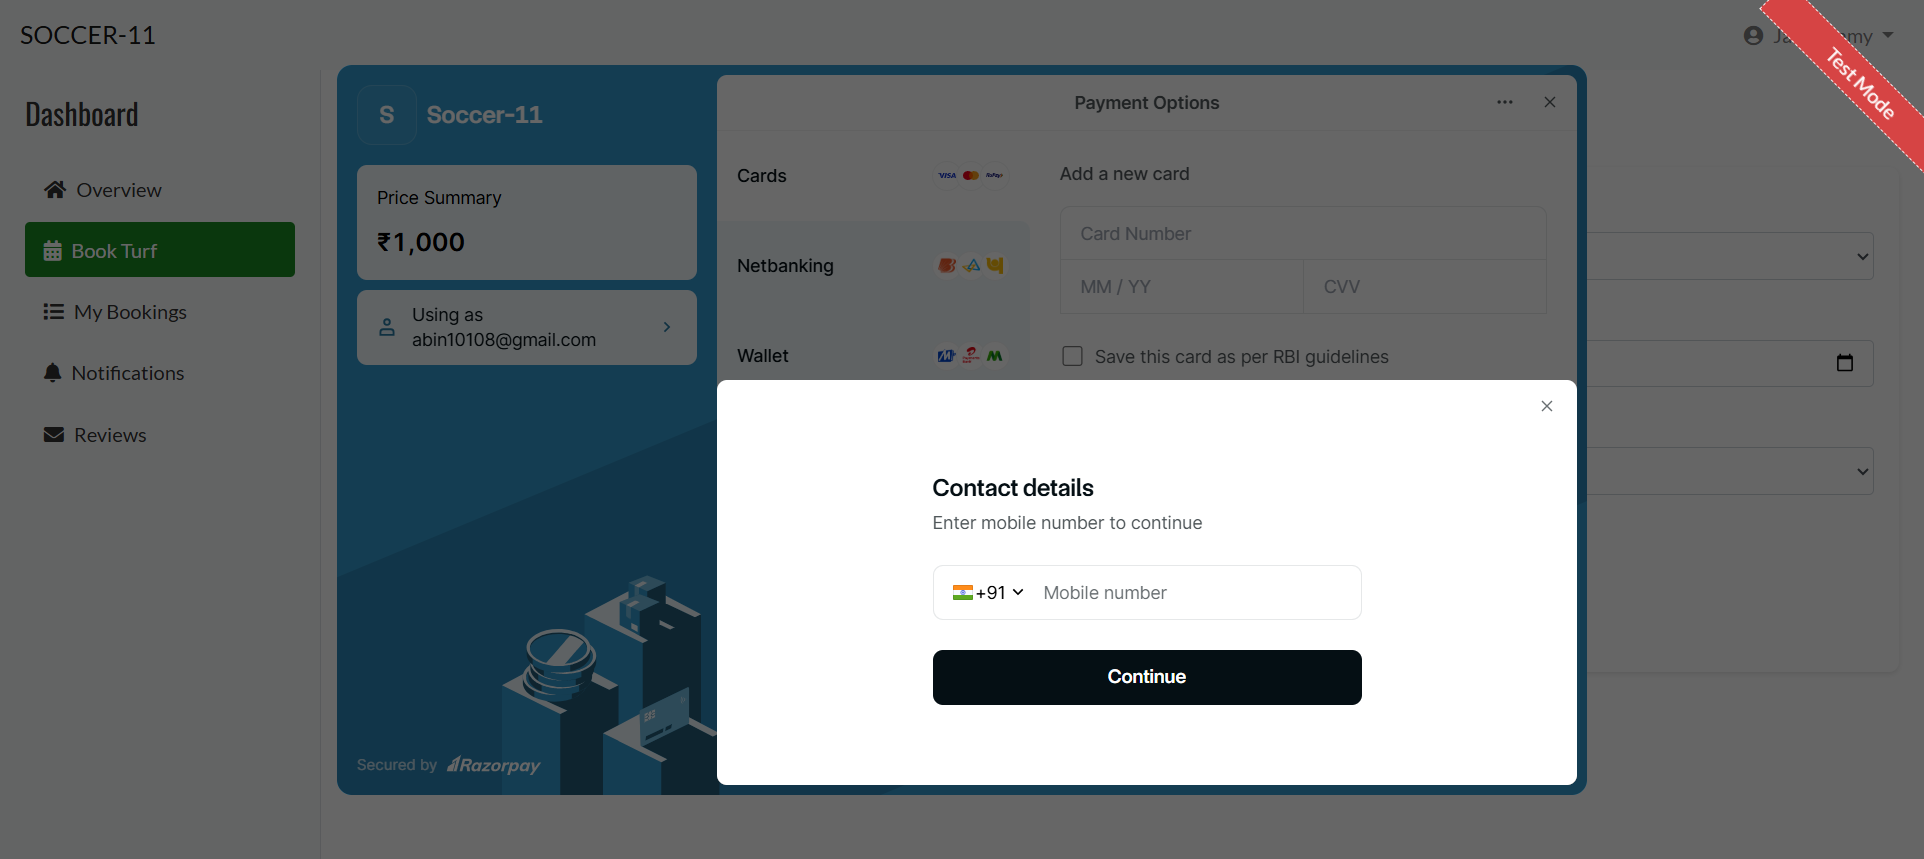 SOCCER-11
Test Mode
Dashboard
Overview
Book Turf
My Bookings
Notifications
Reviews
S
Soccer-11
Price Summary
₹1,000
Using as
abin10108@gmail.com
Secured by Razorpay
Payment Options
Cards
VISA
RuPay
Netbanking
Wallet
Add a new card
Card Number
MM / YY
CVV
Save this card as per RBI guidelines
Contact details
Enter mobile number to continue
+91
Mobile number
Continue